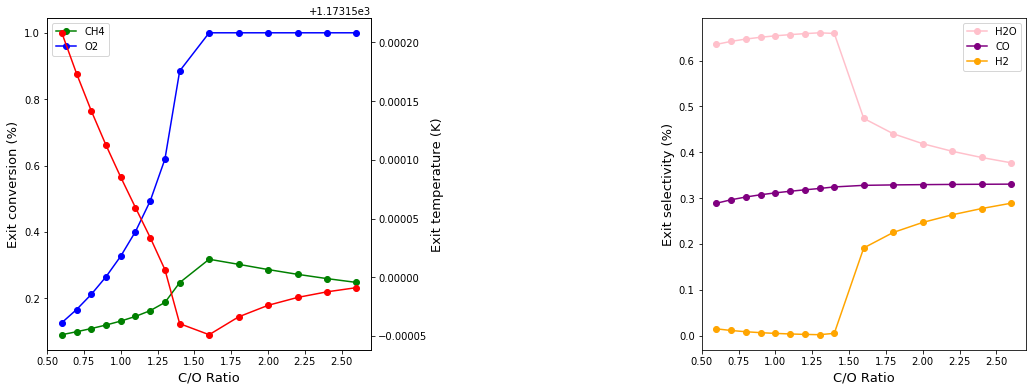 +1.17315e3
CH4
O2
1.0
0.8
0.6
0.4
0.2
Exit conversion (%)
0.00020
0.00015
0.00010
0.00005
0.00000
−0.00005
Exit temperature (K)
0.50 0.75 1.00 1.25 1.50 1.75 2.00 2.25 2.50
C/O Ratio
H2O
CO
H2
0.6
0.5
0.4
0.3
0.2
0.1
0.0
Exit selectivity (%)
0.50 0.75 1.00 1.25 1.50 1.75 2.00 2.25 2.50
C/O Ratio